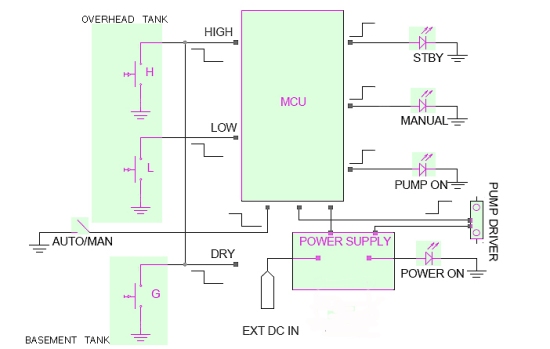 OVERHEAD TANK
HIGH
H
MCU
STBY
LOW
MANUAL
L
PUMP ON
PUMP DRIVER
AUTO/MAN
POWER SUPPLY
DRY
POWER ON
G
EXT DC IN
BASEMENT TANK